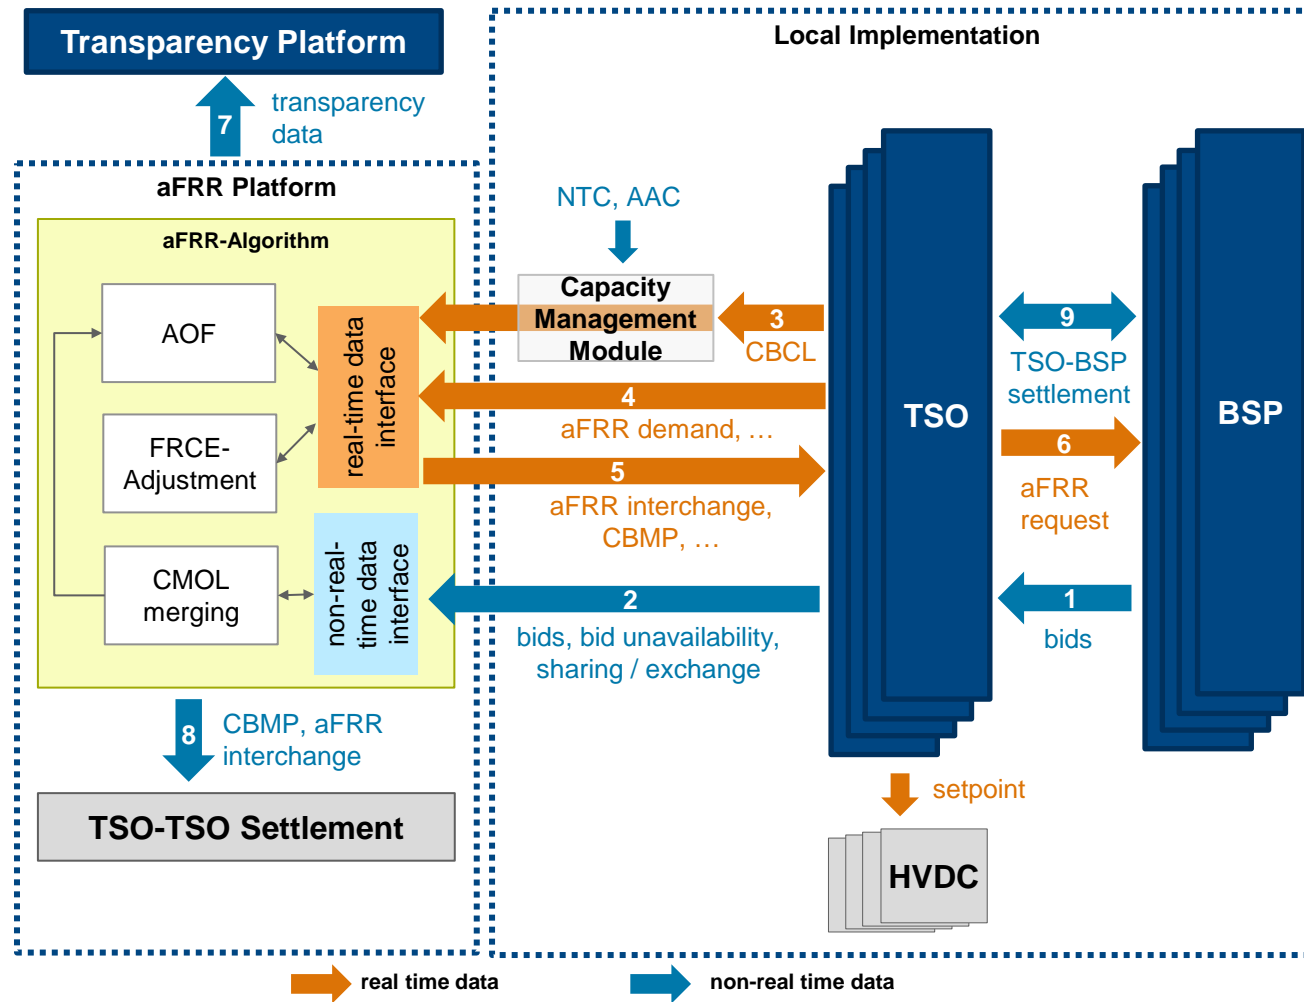 Transparency Platform
7
transparency
data
aFRR Platform
aFRR-Algorithm
AOF
FRCE-
Adjustment
CMOL
merging
real-time data
interface
non-real-
time data
interface
8
CBMP, aFRR
interchange
TSO-TSO Settlement
Local Implementation
NTC, AAC
Capacity
Management
Module
3
CBCL
4
aFRR demand, …
5
aFRR interchange,
CBMP, …
2
bids, bid unavailability,
sharing / exchange
TSO
9
TSO-BSP
settlement
6
aFRR
request
1
bids
BSP
setpoint
HVDC
real time data
non-real time data